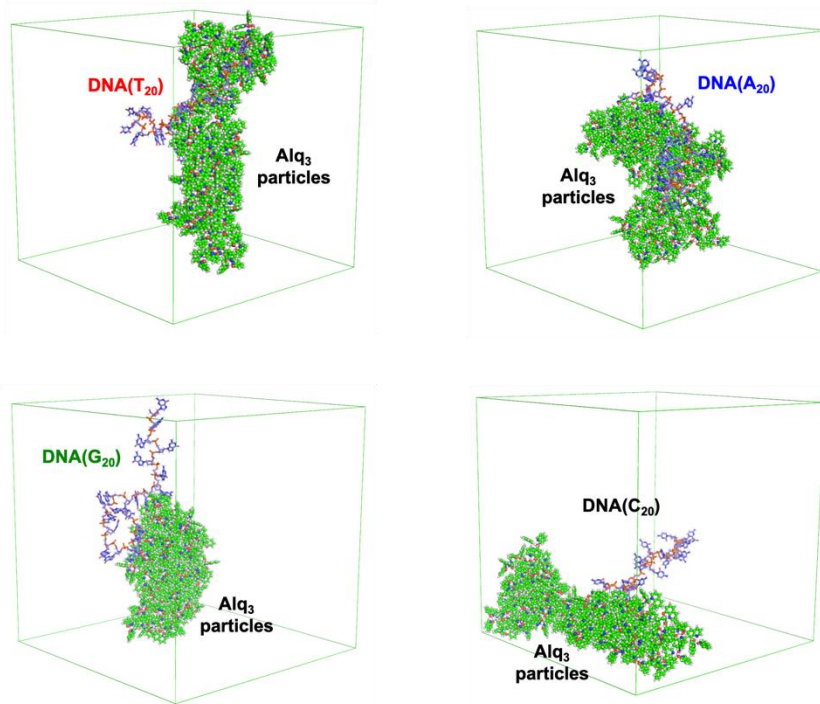 DNA(T₂₀)
Alq₃
particles
DNA(A₂₀)
Alq₃
particles
DNA(G₂₀)
Alq₃
particles
DNA(C₂₀)
Alq₃
particles